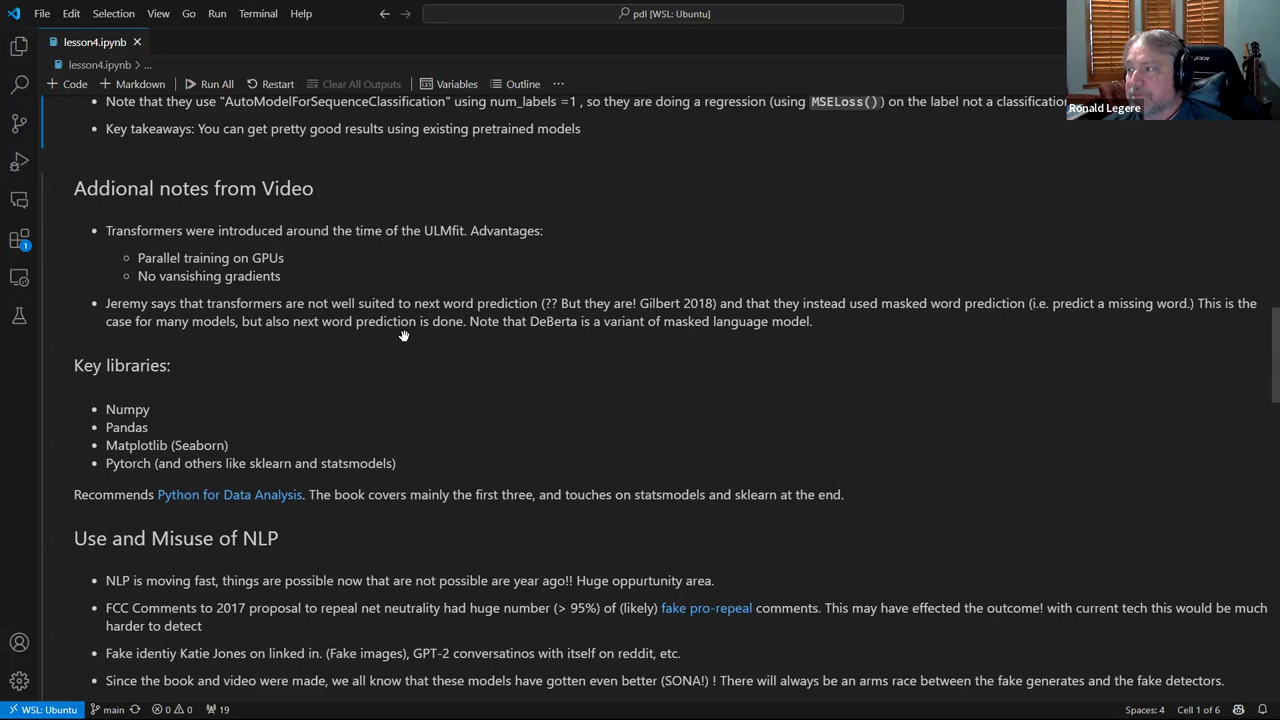 File Edit Selection View Go Run Terminal Help
pdl [WSL: Ubuntu]
lesson4.ipynb
lesson4.ipynb > ...
+ Code + Markdown Run All Restart Clear All Outputs Variables Outline ...
Ronald Legere
• Note that they use "AutoModelForSequenceClassification" using num_labels =1 , so they are doing a regression (using MSELoss()) on the label not a classification
• Key takeaways: You can get pretty good results using existing pretrained models
Addional notes from Video
• Transformers were introduced around the time of the ULMfit. Advantages:
◦ Parallel training on GPUs
◦ No vansishing gradients
• Jeremy says that transformers are not well suited to next word prediction (?? But they are! Gilbert 2018) and that they instead used masked word prediction (i.e. predict a missing word.) This is the
case for many models, but also next word prediction is done. Note that DeBerta is a variant of masked language model.
Key libraries:
• Numpy
• Pandas
• Matplotlib (Seaborn)
• Pytorch (and others like sklearn and statsmodels)
Recommends Python for Data Analysis. The book covers mainly the first three, and touches on statsmodels and sklearn at the end.
Use and Misuse of NLP
• NLP is moving fast, things are possible now that are not possible are year ago!! Huge oppurtunity area.
• FCC Comments to 2017 proposal to repeal net neutrality had huge number (> 95%) of (likely) fake pro-repeal comments. This may have effected the outcome! with current tech this would be much
harder to detect
• Fake identiy Katie Jones on linked in. (Fake images), GPT-2 conversatinos with itself on reddit, etc.
• Since the book and video were made, we all know that these models have gotten even better (SONA!) ! There will always be an arms race between the fake generates and the fake detectors.
1
WSL: Ubuntu main 0 0 19 Spaces: 4 Cell 1 of 6